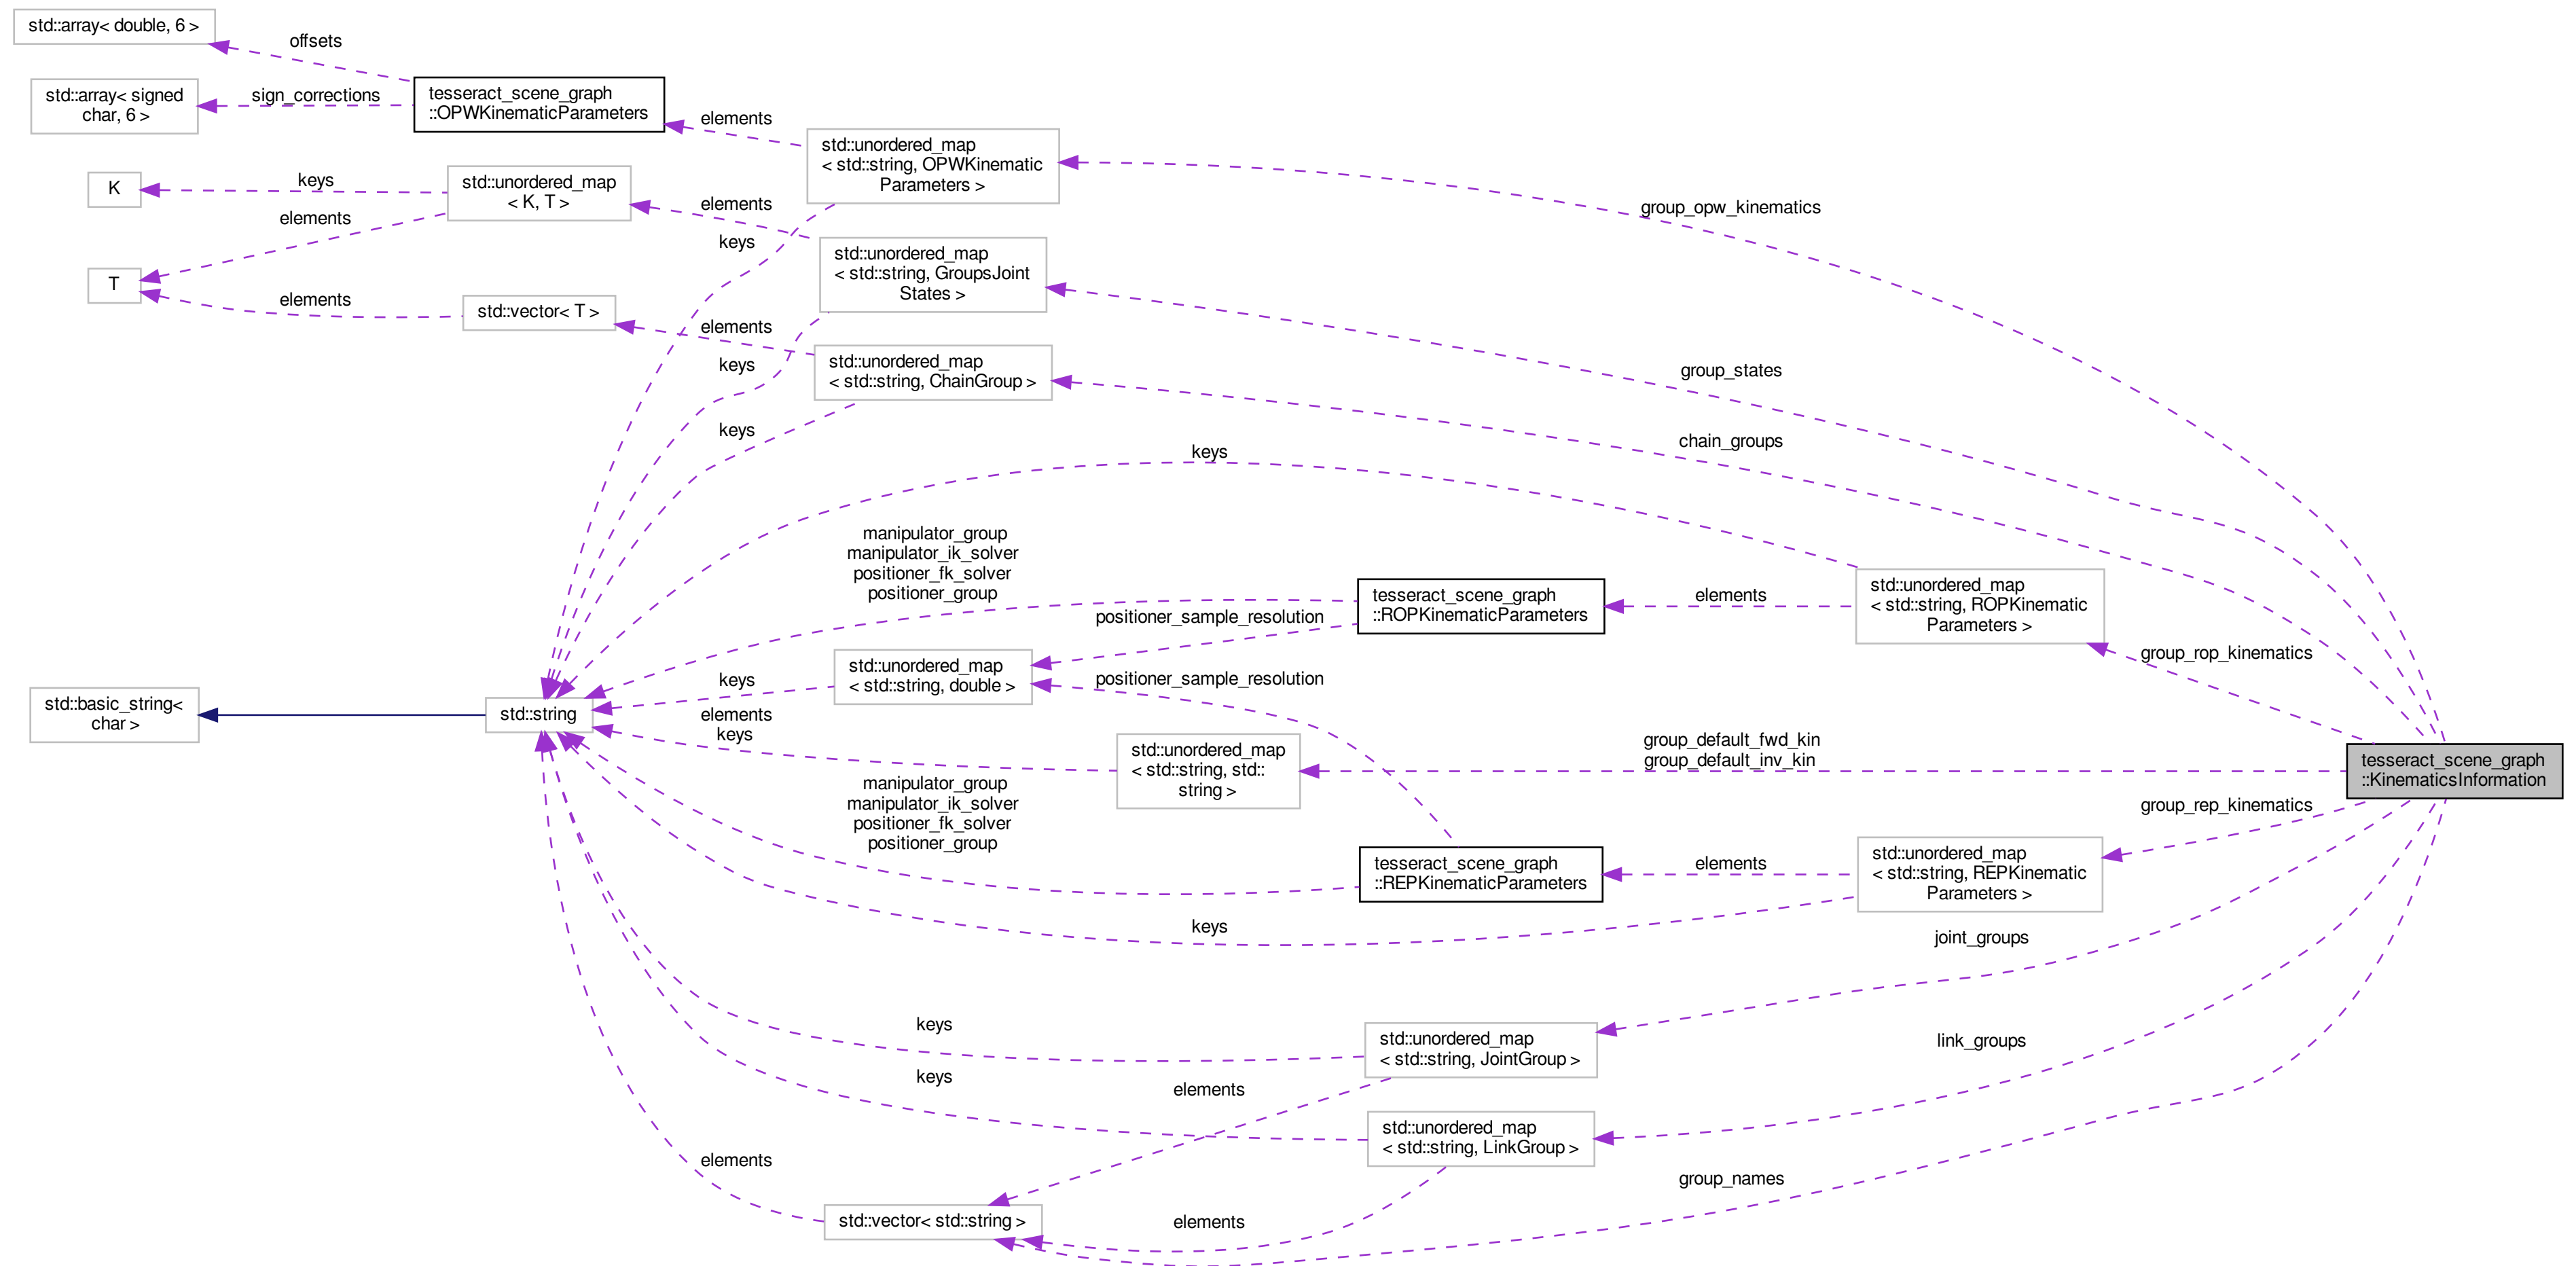 std::array< double, 6 >
offsets
std::array< signed
char, 6 >
sign_corrections
tesseract_scene_graph
::OPWKinematicParameters
elements
std::unordered_map
< std::string, OPWKinematic
Parameters >
group_opw_kinematics
K
keys
std::unordered_map
< K, T >
elements
elements
keys
std::unordered_map
< std::string, GroupsJoint
States >
group_states
T
elements
std::vector< T >
elements
keys
std::unordered_map
< std::string, ChainGroup >
chain_groups
keys
keys
manipulator_group
manipulator_ik_solver
positioner_fk_solver
positioner_group
tesseract_scene_graph
::ROPKinematicParameters
elements
std::unordered_map
< std::string, ROPKinematic
Parameters >
group_rop_kinematics
positioner_sample_resolution
std::unordered_map
< std::string, double >
keys
positioner_sample_resolution
std::basic_string<
char >
std::string
elements
keys
std::unordered_map
< std::string, std::
string >
group_default_fwd_kin
group_default_inv_kin
tesseract_scene_graph
::KinematicsInformation
manipulator_group
manipulator_ik_solver
positioner_fk_solver
positioner_group
tesseract_scene_graph
::REPKinematicParameters
elements
std::unordered_map
< std::string, REPKinematic
Parameters >
group_rep_kinematics
keys
joint_groups
keys
std::unordered_map
< std::string, JointGroup >
link_groups
keys
elements
std::unordered_map
< std::string, LinkGroup >
elements
group_names
std::vector< std::string >
elements